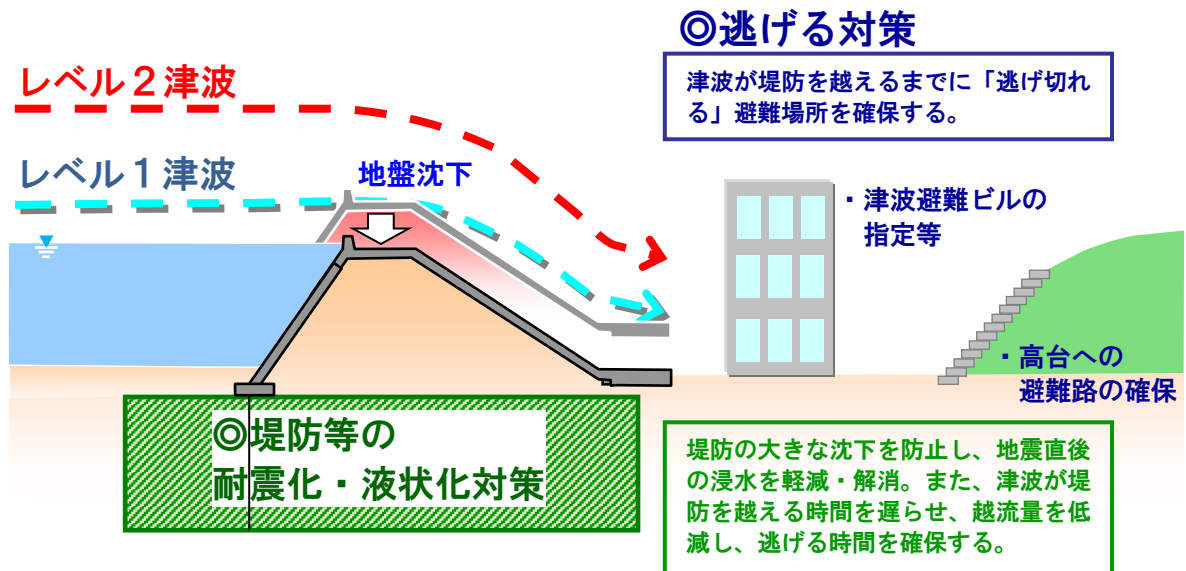 ◎逃げる対策
津波が堤防を越えるまでに「逃げ切れ
る」避難場所を確保する。
レベル２津波
レベル１津波
地盤沈下
・津波避難ビルの
指定等
・高台への
避難路の確保
◎堤防等の
耐震化・液状化対策
堤防の大きな沈下を防止し、地震直後
の浸水を軽減・解消。また、津波が堤
防を越える時間を遅らせ、越流量を低
減し、逃げる時間を確保する。